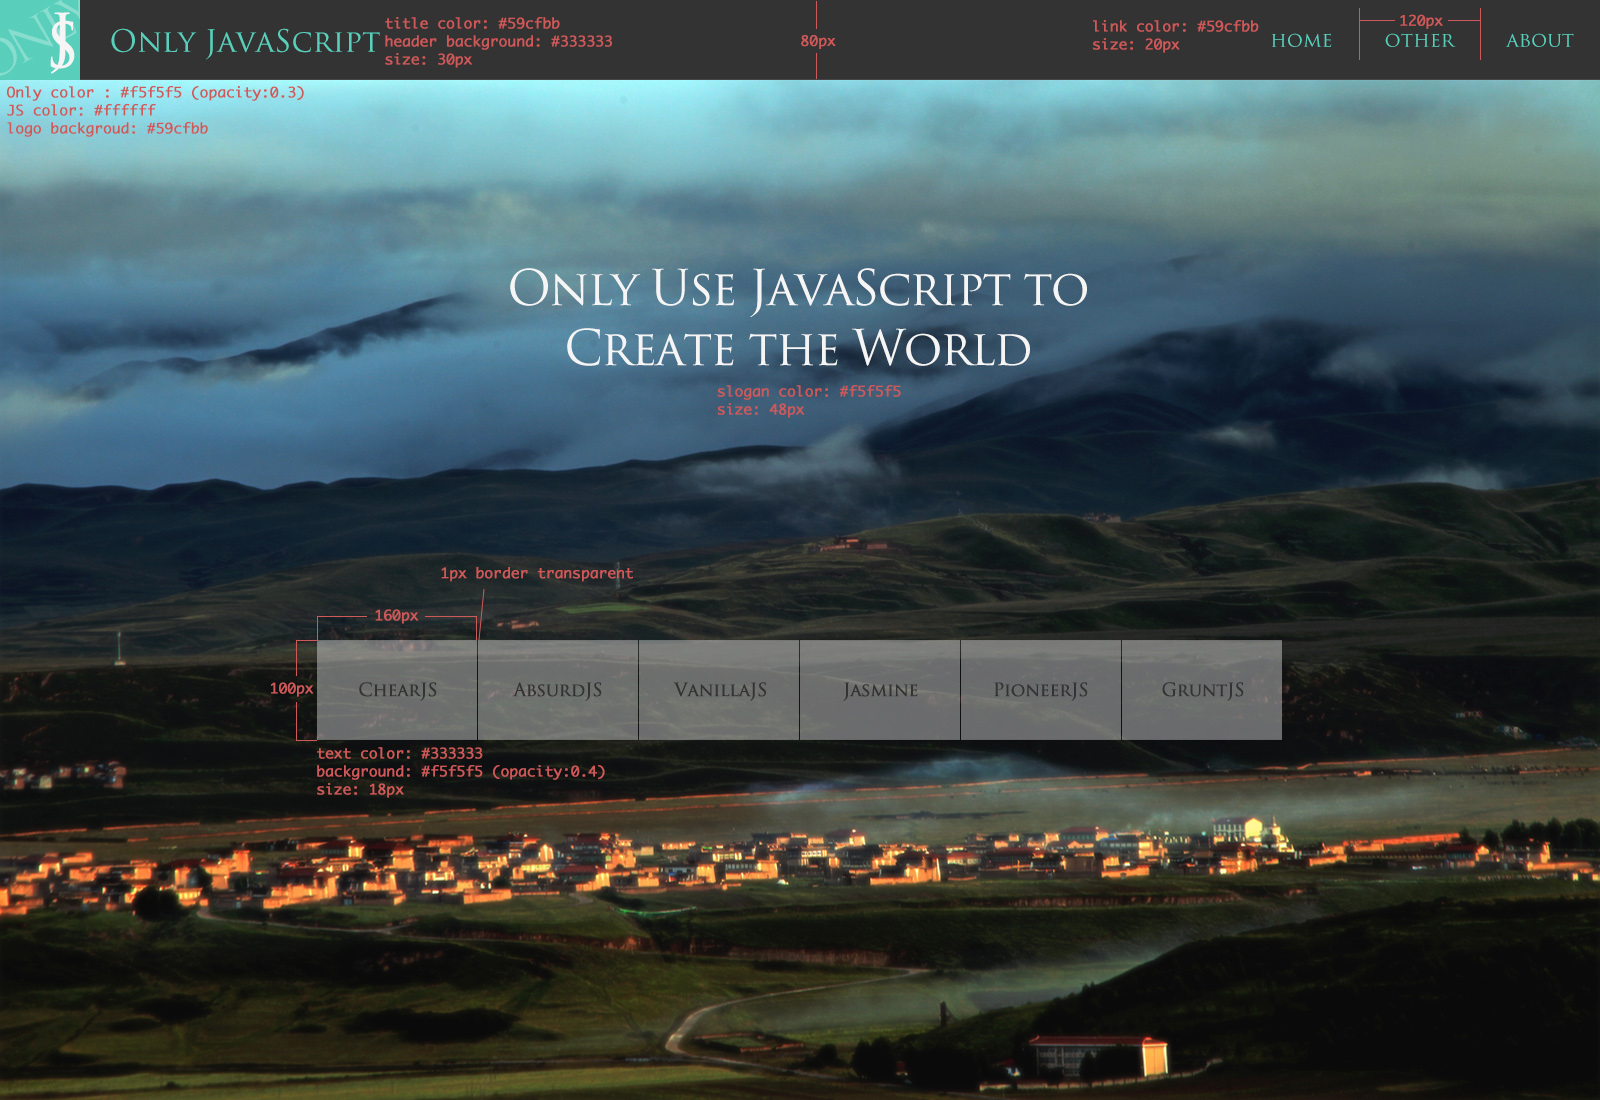 ONLY
JS
ONLY JAVASCRIPT
title color: #59cfbb
header background: #333333
size: 30px
80px
link color: #59cfbb
size: 20px
HOME
120px
OTHER
ABOUT
Only color : #f5f5f5 (opacity:0.3)
JS color: #ffffff
logo backgroud: #59cfbb
ONLY USE JAVASCRIPT TO
CREATE THE WORLD
slogan color: #f5f5f5
size: 48px
1px border transparent
160px
100px
CHEARJS
ABSURDJS
VANILLAJS
JASMINE
PIONEERJS
GRUNTJS
text color: #333333
background: #f5f5f5 (opacity:0.4)
size: 18px